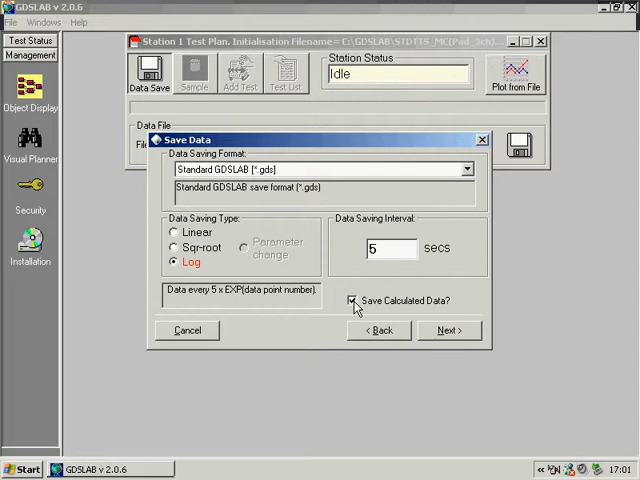 GDSLAB v 2.0.6
File Windows Help
Test Status
Management
Object Display
Visual Planner
Security
Installation
Station 1 Test Plan. Initialisation Filename= C:\GDSLAB\STDTTS_MC(Pad_3ch)...
Data Save
Sample
Add Test
Test List
Station Status
Idle
Plot from File
Data File
Save Data
Data Saving Format:
Standard GDSLAB (*.gds)
Standard GDSLAB save format (*.gds)
Data Saving Type:
Linear
Sqr-root
Parameter change
Log
Data Saving Interval:
5 secs
Data every 5 x EXP(data point number).
Save Calculated Data?
Cancel
< Back
Next >
Start
GDSLAB v 2.0.6
« 17:01